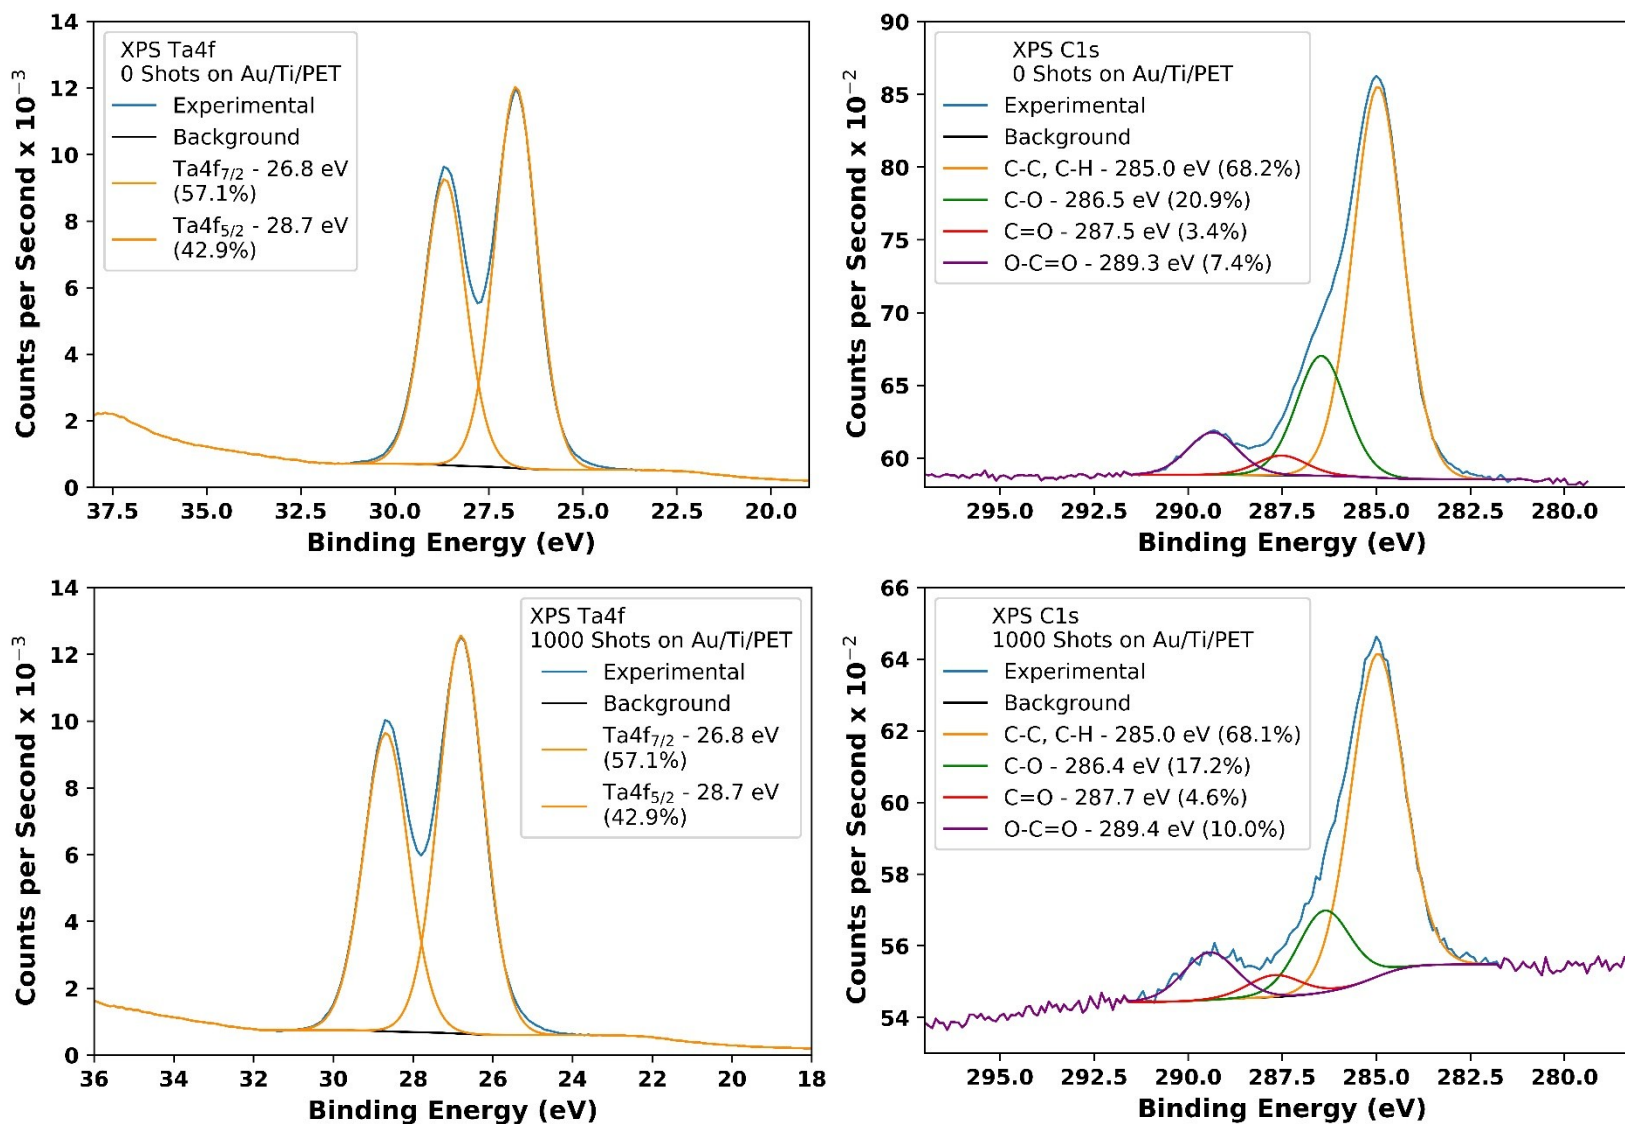 14
12
10
8
6
4
2
0
Counts per Second x 10⁻³
XPS Ta4f
0 Shots on Au/Ti/PET
Experimental
Background
Ta4f₇/₂ - 26.8 eV
(57.1%)
Ta4f₅/₂ - 28.7 eV
(42.9%)
37.5 35.0 32.5 30.0 27.5 25.0 22.5 20.0
Binding Energy (eV)
90
85
80
75
70
65
60
Counts per Second x 10⁻²
XPS C1s
0 Shots on Au/Ti/PET
Experimental
Background
C-C, C-H - 285.0 eV (68.2%)
C-O - 286.5 eV (20.9%)
C=O - 287.5 eV (3.4%)
O-C=O - 289.3 eV (7.4%)
295.0 292.5 290.0 287.5 285.0 282.5 280.0
Binding Energy (eV)
14
12
10
8
6
4
2
0
Counts per Second x 10⁻³
XPS Ta4f
1000 Shots on Au/Ti/PET
Experimental
Background
Ta4f₇/₂ - 26.8 eV
(57.1%)
Ta4f₅/₂ - 28.7 eV
(42.9%)
36 34 32 30 28 26 24 22 20 18
Binding Energy (eV)
66
64
62
60
58
56
54
Counts per Second x 10⁻²
XPS C1s
1000 Shots on Au/Ti/PET
Experimental
Background
C-C, C-H - 285.0 eV (68.1%)
C-O - 286.4 eV (17.2%)
C=O - 287.7 eV (4.6%)
O-C=O - 289.4 eV (10.0%)
295.0 292.5 290.0 287.5 285.0 282.5 280.0
Binding Energy (eV)